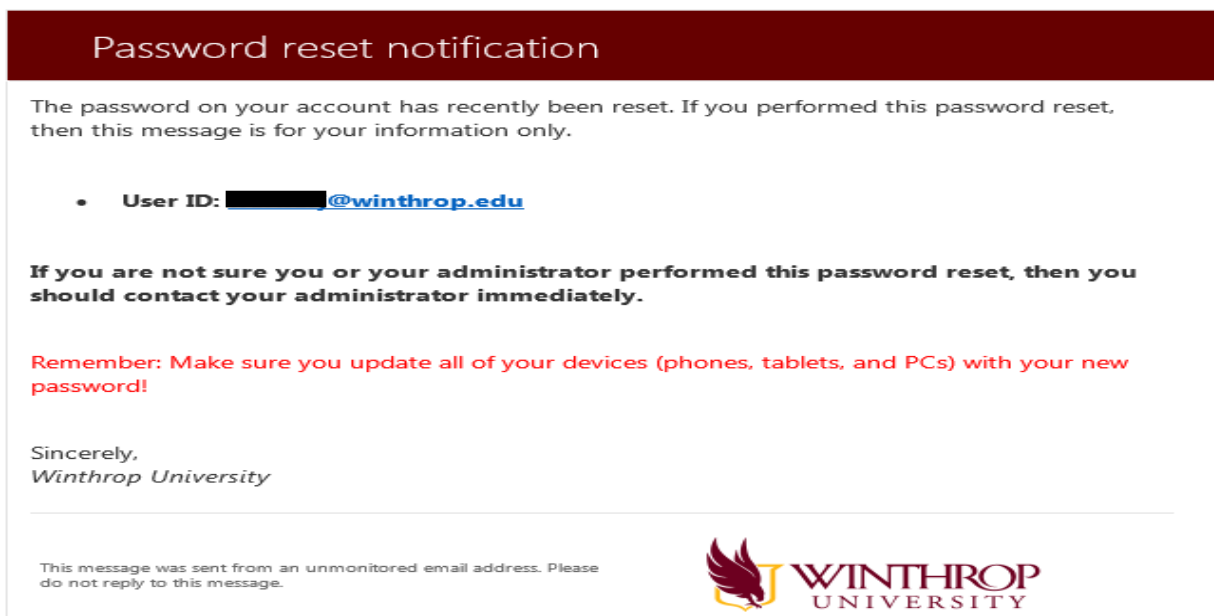 Password reset notification
The password on your account has recently been reset. If you performed this password reset,
then this message is for your information only.
• User ID: @winthrop.edu
If you are not sure you or your administrator performed this password reset, then you
should contact your administrator immediately.
Remember: Make sure you update all of your devices (phones, tablets, and PCs) with your new
password!
Sincerely,
Winthrop University
This message was sent from an unmonitored email address. Please
do not reply to this message.
WINTHROP
UNIVERSITY